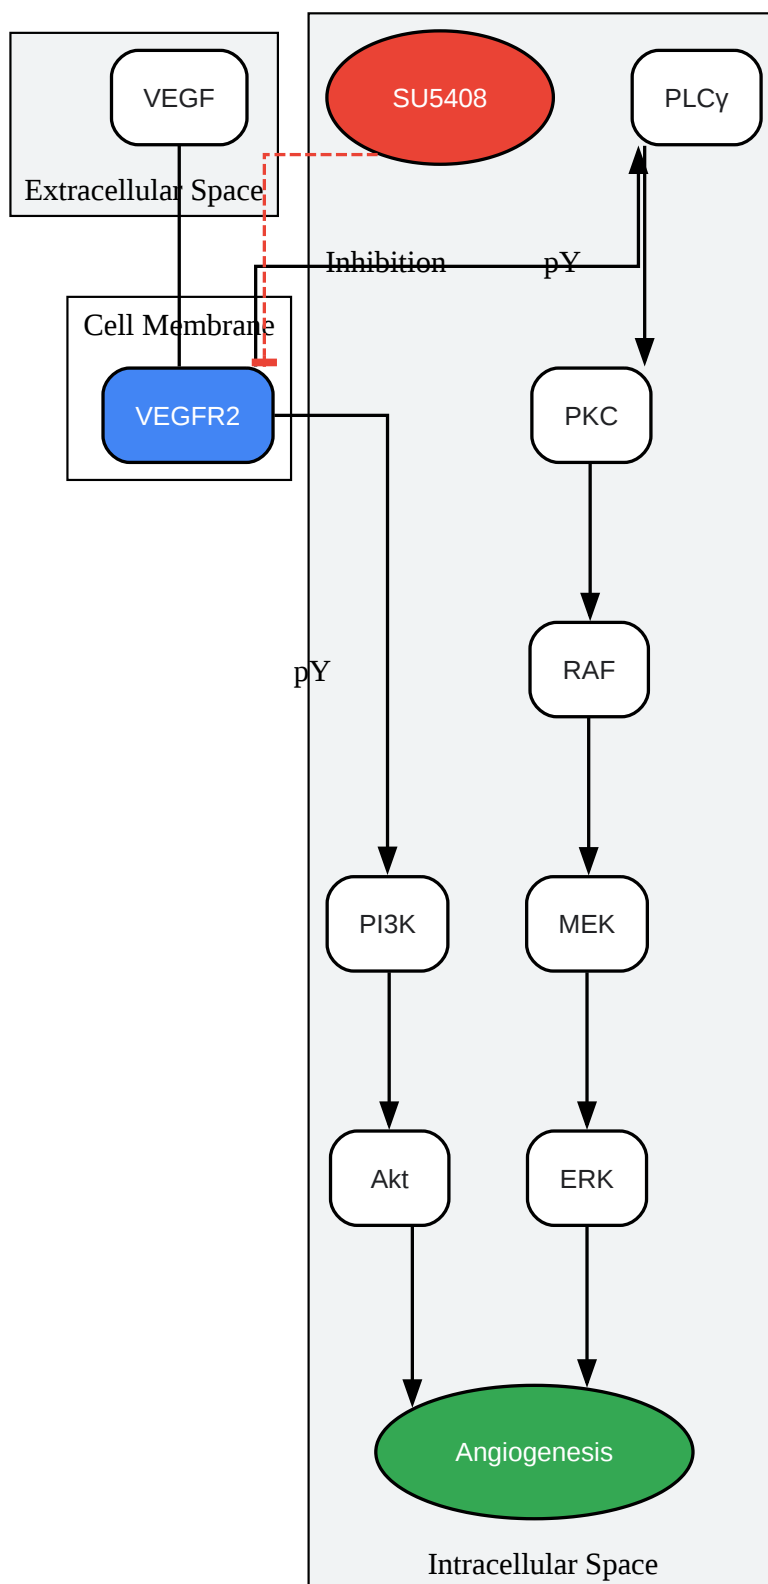 VEGF
SU5408
PLCγ
Extracellular Space
Inhibition
pY
Cell Membrane
VEGFR2
PKC
RAF
pY
PI3K
MEK
Akt
ERK
Angiogenesis
Intracellular Space